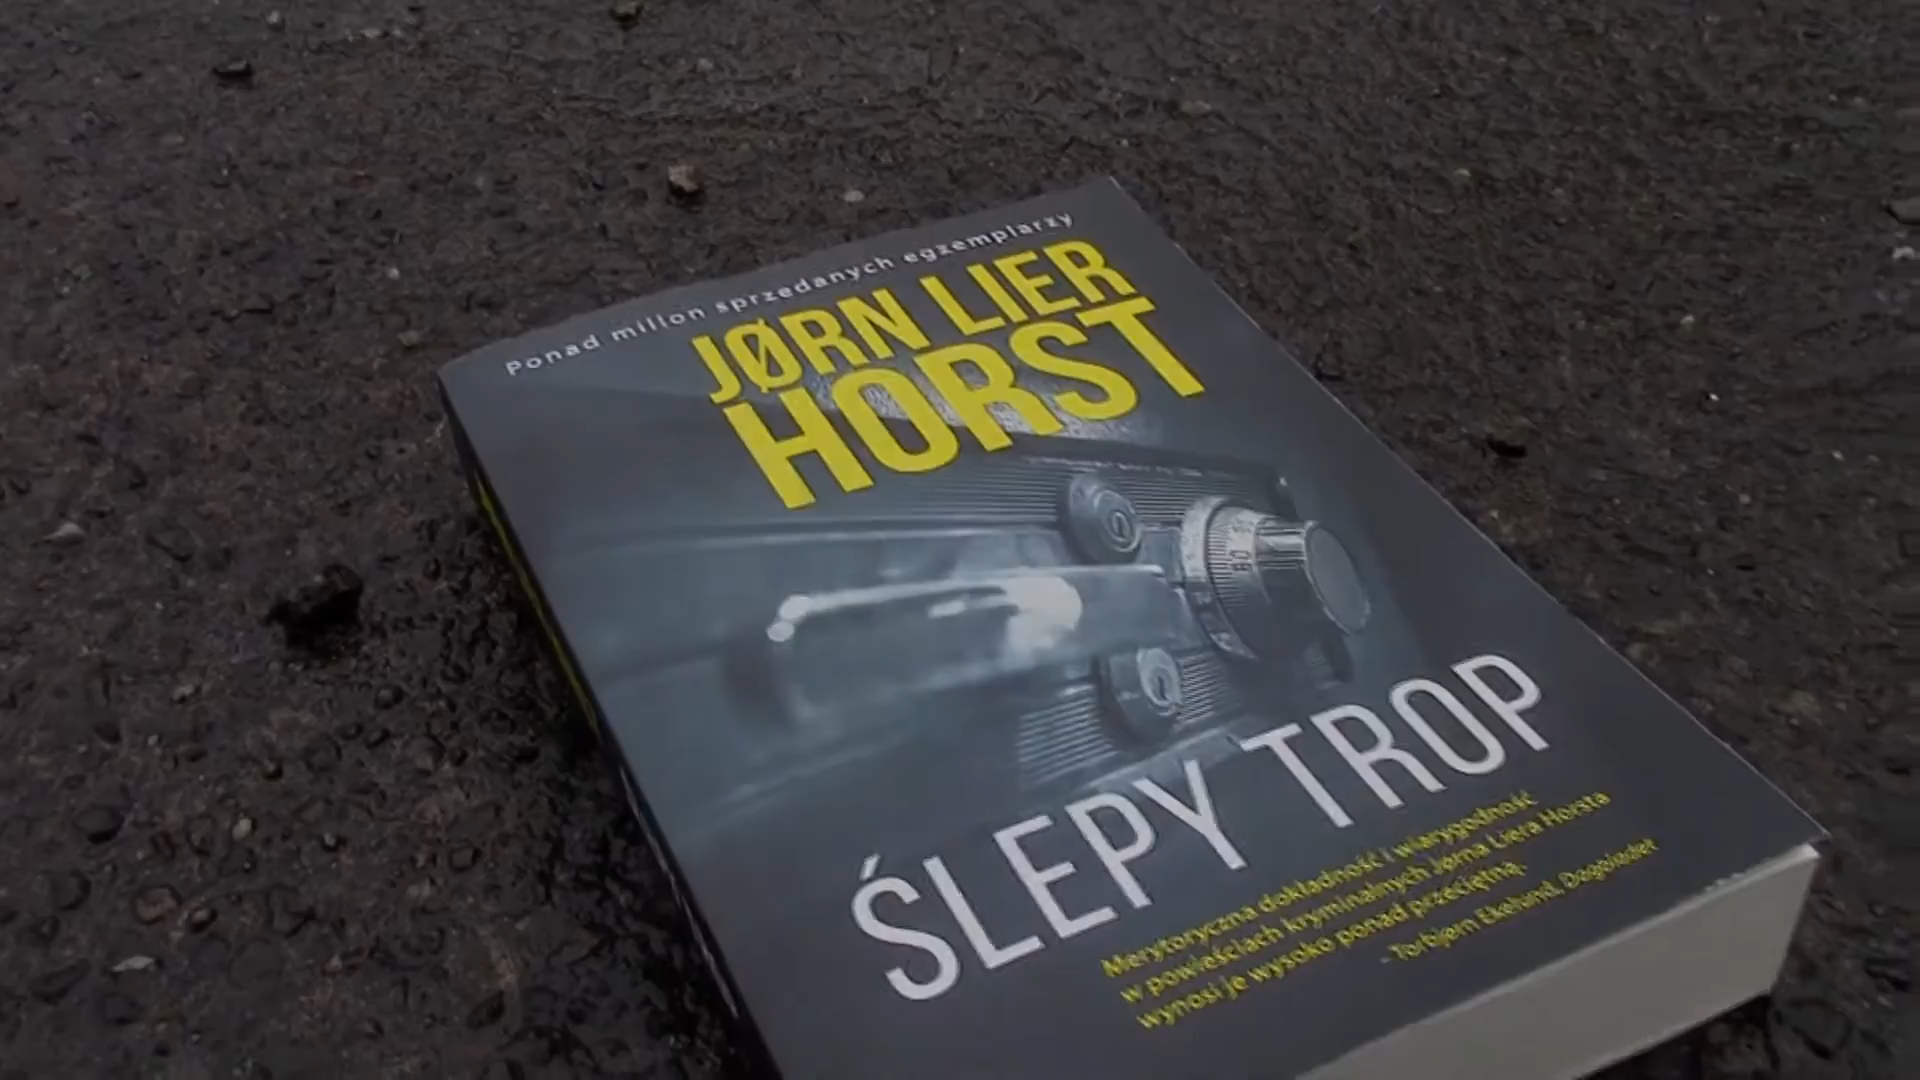 Ponad milion sprzedanych egzemplarzy
JØRN LIER
HORST
80
ŚLEPY TROP
Merytoryczna dokładność i wiarygodność
w powieściach kryminalnych Jørna Liera Horsta
wynosi je wysoko ponad przeciętną.
-Torbjørn Ekelund, Dagbladet